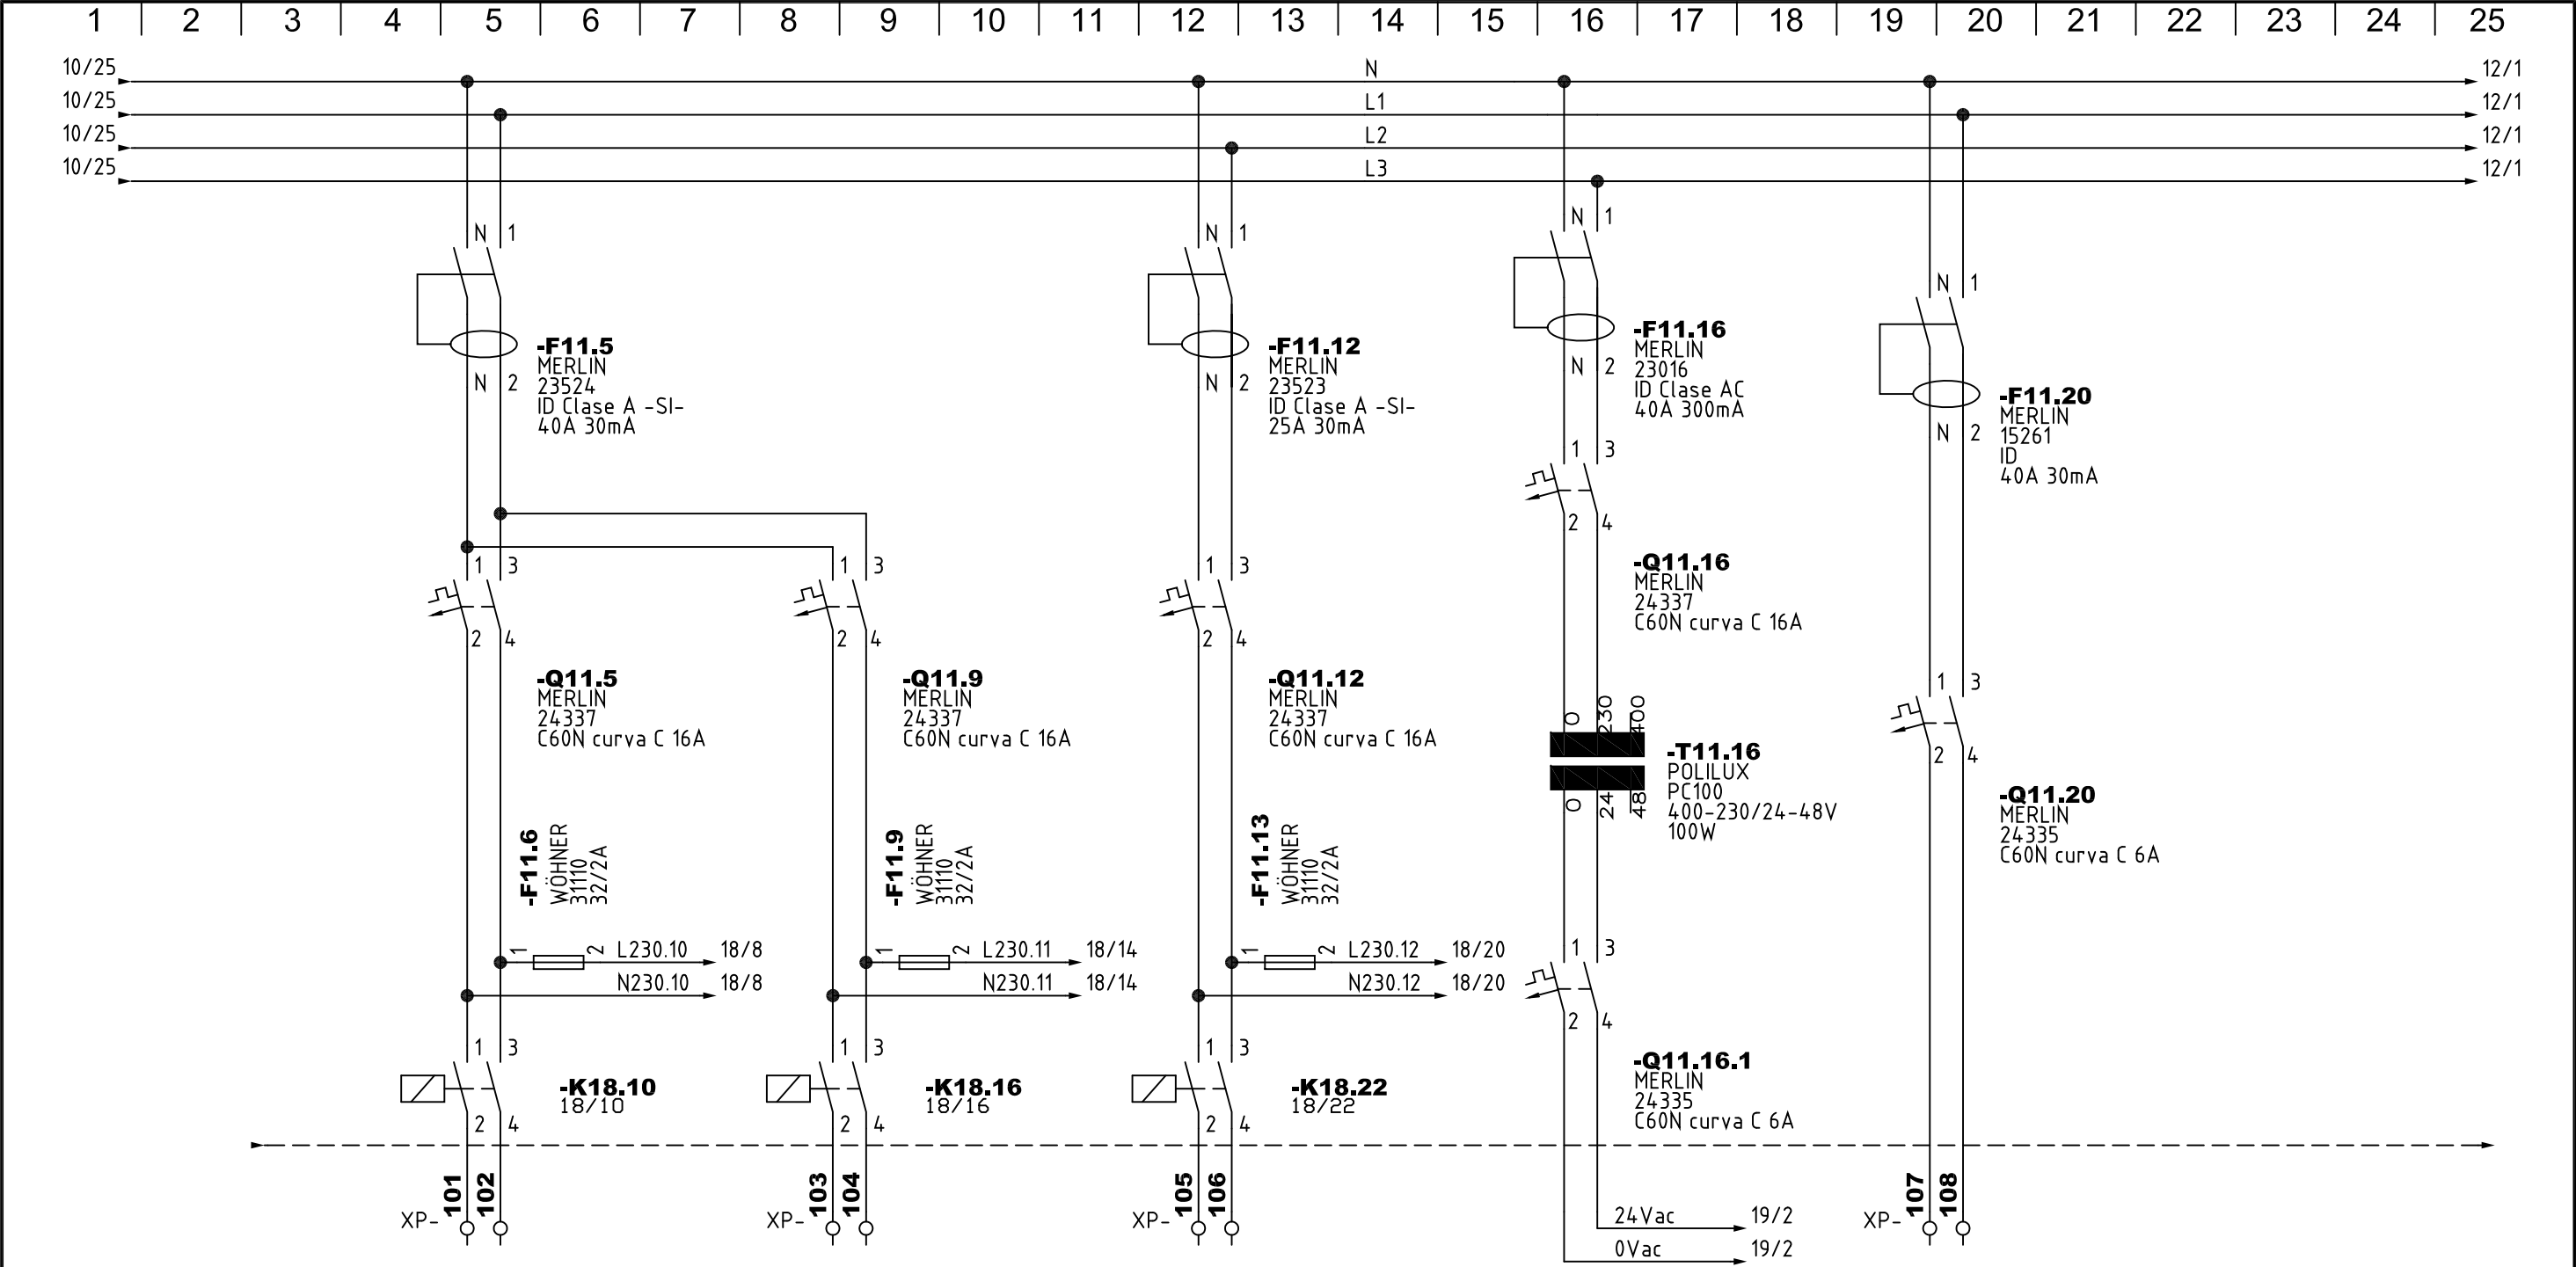 1 2 3 4 5 6 7 8 9 10 11 12 13 14 15 16 17 18 19 20 21 22 23 24 25
10/25 N 12/1
10/25 L1 12/1
10/25 L2 12/1
10/25 L3 12/1
N 1
-F11.5
MERLIN
23524
ID Clase A -SI-
40A 30mA
N 2
1 3
2 4
-Q11.5
MERLIN
24337
C60N curva C 16A
-F11.6
WÖHNER
31110
32/2A
1 2 L230.10 18/8
N230.10 18/8
1 3
-K18.10
18/10
2 4
101
102
XP-
1 3
2 4
-Q11.9
MERLIN
24337
C60N curva C 16A
-F11.9
WÖHNER
31110
32/2A
1 2 L230.11 18/14
N230.11 18/14
1 3
-K18.16
18/16
2 4
103
104
XP-
N 1
-F11.12
MERLIN
23523
ID Clase A -SI-
25A 30mA
N 2
1 3
2 4
-Q11.12
MERLIN
24337
C60N curva C 16A
-F11.13
WÖHNER
31110
32/2A
1 2 L230.12 18/20
N230.12 18/20
1 3
-K18.22
18/22
2 4
105
106
XP-
N 1
-F11.16
MERLIN
23016
ID Clase AC
40A 300mA
N 2
1 3
2 4
-Q11.16
MERLIN
24337
C60N curva C 16A
0 230 400
-T11.16
POLILUX
PC100
400-230/24-48V
100W
0 24 48
1 3
2 4
-Q11.16.1
MERLIN
24335
C60N curva C 6A
24Vac 19/2
0Vac 19/2
N 1
-F11.20
MERLIN
15261
ID
40A 30mA
N 2
1 3
2 4
-Q11.20
MERLIN
24335
C60N curva C 6A
107
108
XP-